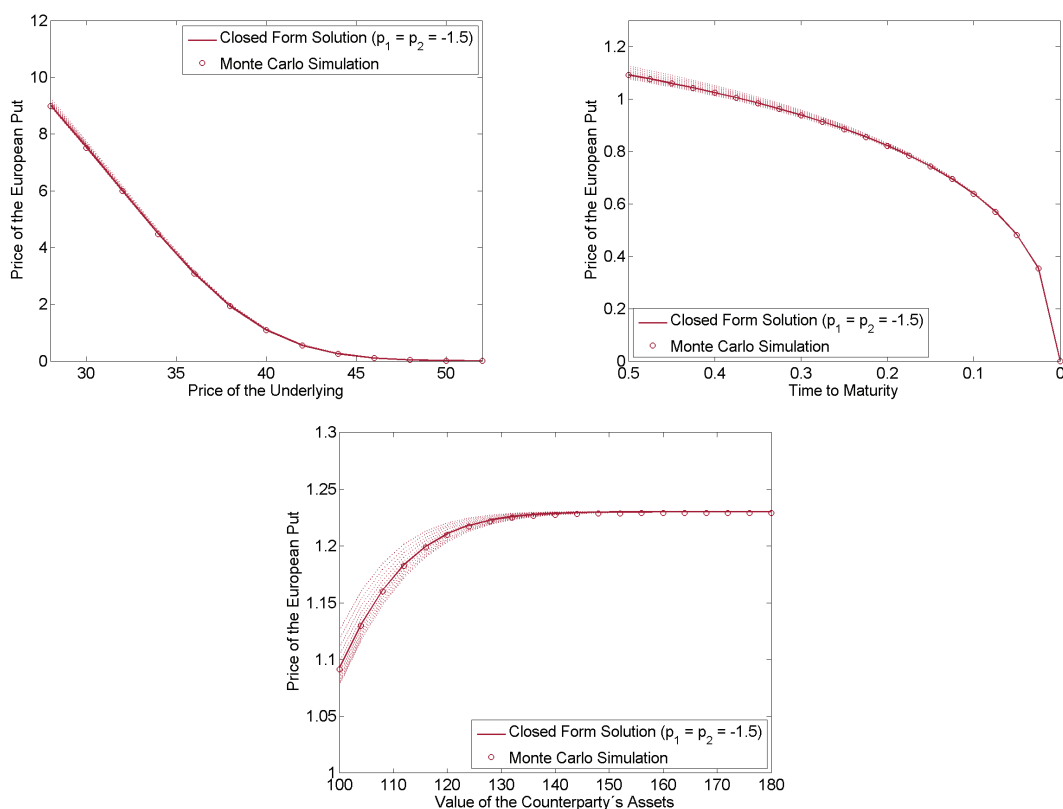 12
10
8
6
4
2
0
Price of the European Put
Closed Form Solution (p1 = p2 = -1.5)
Monte Carlo Simulation
30 35 40 45 50
Price of the Underlying
1.2
1
0.8
0.6
0.4
0.2
0
Price of the European Put
Closed Form Solution (p1 = p2 = -1.5)
Monte Carlo Simulation
0.5 0.4 0.3 0.2 0.1 0
Time to Maturity
1.3
1.25
1.2
1.15
1.1
1.05
1
Price of the European Put
Closed Form Solution (p1 = p2 = -1.5)
Monte Carlo Simulation
100 110 120 130 140 150 160 170 180
Value of the Counterparty´s Assets